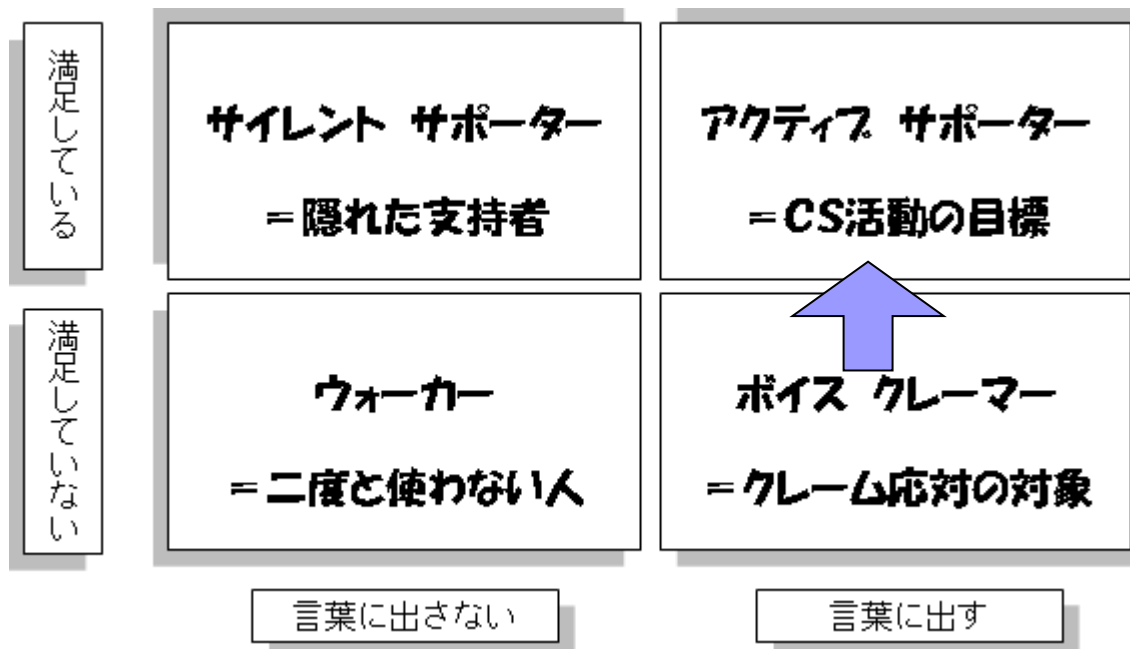 満足している
サイレント サポーター
=隠れた支持者
アクティブ サポーター
=CS活動の目標
満足していない
ウォーカー
=二度と使わない人
ボイス クレーマー
=クレーム応対の対象
言葉に出さない
言葉に出す